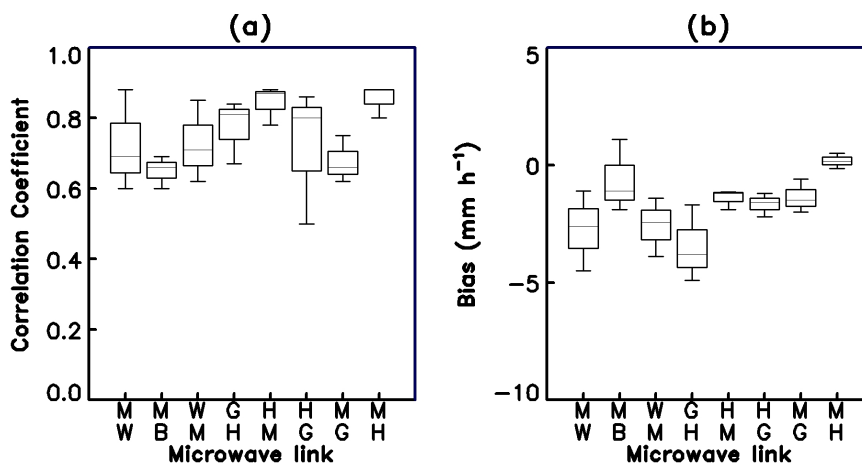 (a)
Correlation Coefficient
1.0
0.8
0.6
0.4
0.2
0.0
M M W G H H M M
W B M H M G G H
Microwave link
(b)
Bias (mm h⁻¹)
5
0
−5
−10
M M W G H H M M
W B M H M G G H
Microwave link